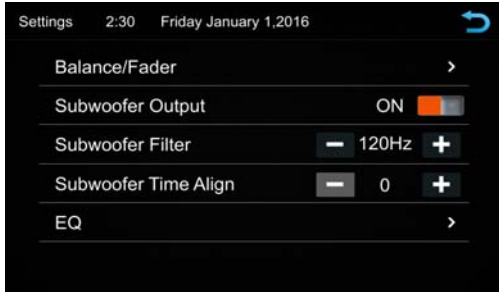 Settings 2:30 Friday January 1,2016
Balance/Fader >
Subwoofer Output ON
Subwoofer Filter − 120Hz +
Subwoofer Time Align − 0 +
EQ >